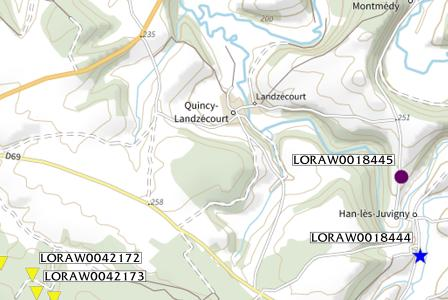 Montmédy
200
235
Landzécourt
Quincy-
Landzécourt
251
D69
LORAW0018445
258
Han-lès-Juvigny
LORAW0018444
LORAW0042172
LORAW0042173